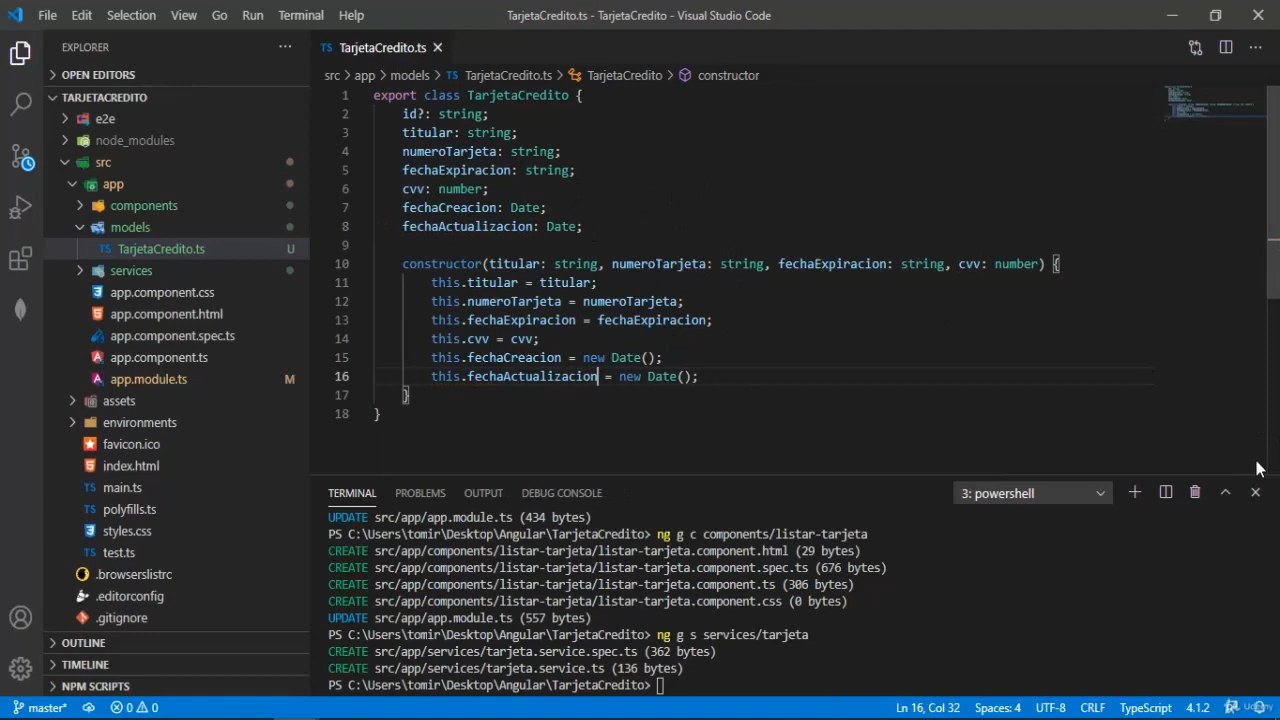 File Edit Selection View Go Run Terminal Help TarjetaCredito.ts - TarjetaCredito - Visual Studio Code
EXPLORER
OPEN EDITORS
TARJETACREDITO
e2e
node_modules
src
app
components
models
TS TarjetaCredito.ts U
services
app.component.css
app.component.html
app.component.spec.ts
TS app.component.ts
app.module.ts M
assets
environments
favicon.ico
index.html
TS main.ts
TS polyfills.ts
styles.css
TS test.ts
.browserslistrc
.editorconfig
.gitignore
OUTLINE
TIMELINE
NPM SCRIPTS
TS TarjetaCredito.ts
src > app > models > TS TarjetaCredito.ts > TarjetaCredito > constructor
1 export class TarjetaCredito {
2 id?: string;
3 titular: string;
4 numeroTarjeta: string;
5 fechaExpiracion: string;
6 cvv: number;
7 fechaCreacion: Date;
8 fechaActualizacion: Date;
9
10 constructor(titular: string, numeroTarjeta: string, fechaExpiracion: string, cvv: number) {
11 this.titular = titular;
12 this.numeroTarjeta = numeroTarjeta;
13 this.fechaExpiracion = fechaExpiracion;
14 this.cvv = cvv;
15 this.fechaCreacion = new Date();
16 this.fechaActualizacion = new Date();
17 }
18 }
TERMINAL PROBLEMS OUTPUT DEBUG CONSOLE 3: powershell
UPDATE src/app/app.module.ts (434 bytes)
PS C:\Users\tomir\Desktop\Angular\TarjetaCredito> ng g c components/listar-tarjeta
CREATE src/app/components/listar-tarjeta/listar-tarjeta.component.html (29 bytes)
CREATE src/app/components/listar-tarjeta/listar-tarjeta.component.spec.ts (676 bytes)
CREATE src/app/components/listar-tarjeta/listar-tarjeta.component.ts (306 bytes)
CREATE src/app/components/listar-tarjeta/listar-tarjeta.component.css (0 bytes)
UPDATE src/app/app.module.ts (557 bytes)
PS C:\Users\tomir\Desktop\Angular\TarjetaCredito> ng g s services/tarjeta
CREATE src/app/services/tarjeta.service.spec.ts (362 bytes)
CREATE src/app/services/tarjeta.service.ts (136 bytes)
PS C:\Users\tomir\Desktop\Angular\TarjetaCredito>
master* 0 0 Ln 16, Col 32 Spaces: 4 UTF-8 CRLF TypeScript 4.1.2 Udemy